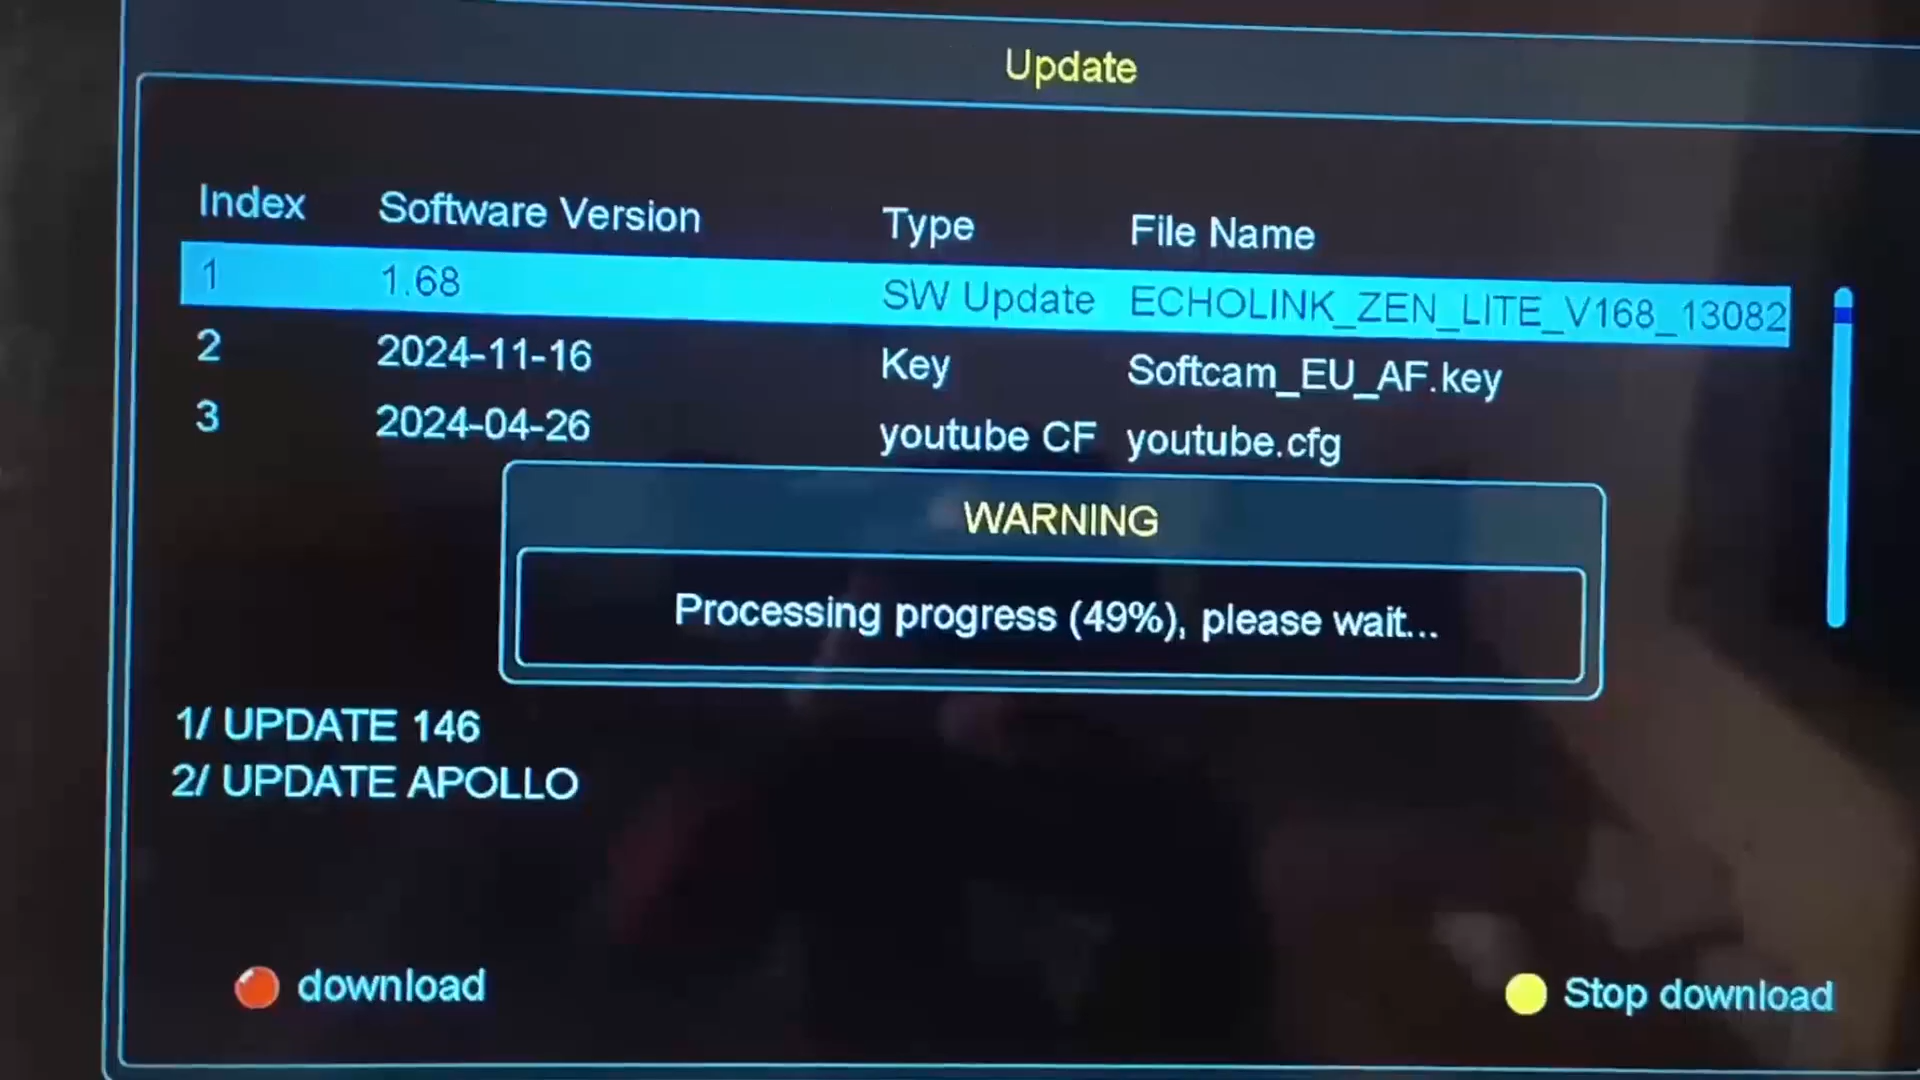 Update
Index Software Version Type File Name
1 1.68 SW Update ECHOLINK_ZEN_LITE_V168_13082
2 2024-11-16 Key Softcam_EU_AF.key
3 2024-04-26 youtube CF youtube.cfg
WARNING
Processing progress (49%), please wait...
1/ UPDATE 146
2/ UPDATE APOLLO
download Stop download